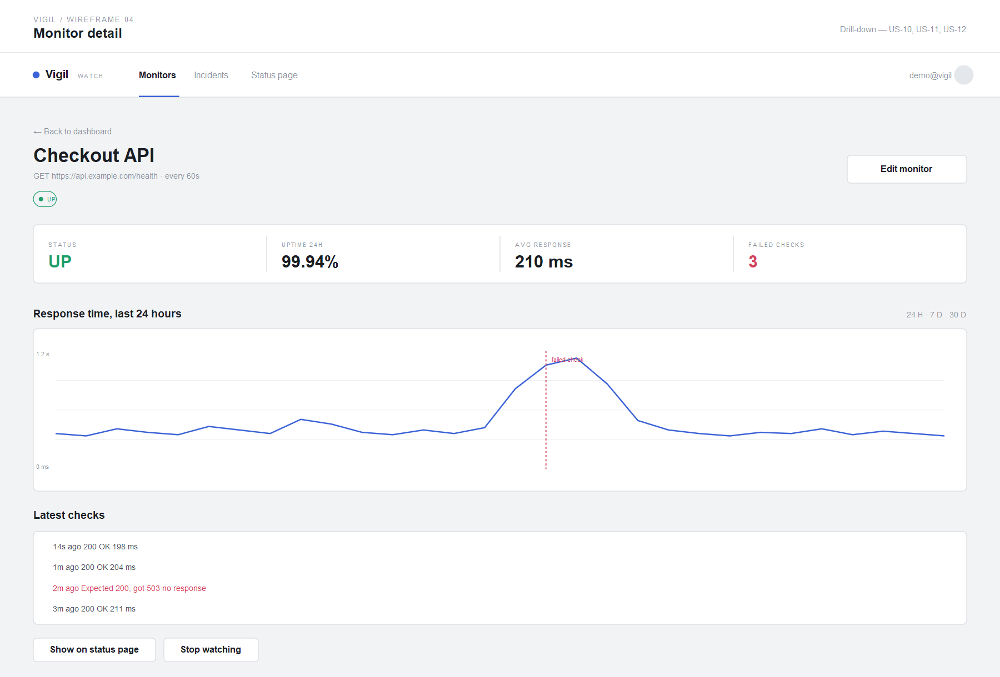 VIGIL / WIREFRAME 04
Monitor detail
Drill-down — US-10, US-11, US-12
Vigil WATCH Monitors Incidents Status page demo@vigil
← Back to dashboard
Checkout API
GET https://api.example.com/health · every 60s
Edit monitor
UP
STATUS UPTIME 24H AVG RESPONSE FAILED CHECKS
UP 99.94% 210 ms 3
Response time, last 24 hours 24 H · 7 D · 30 D
1.2 s
failed check
0 ms
Latest checks
14s ago 200 OK 198 ms
1m ago 200 OK 204 ms
2m ago Expected 200, got 503 no response
3m ago 200 OK 211 ms
Show on status page Stop watching